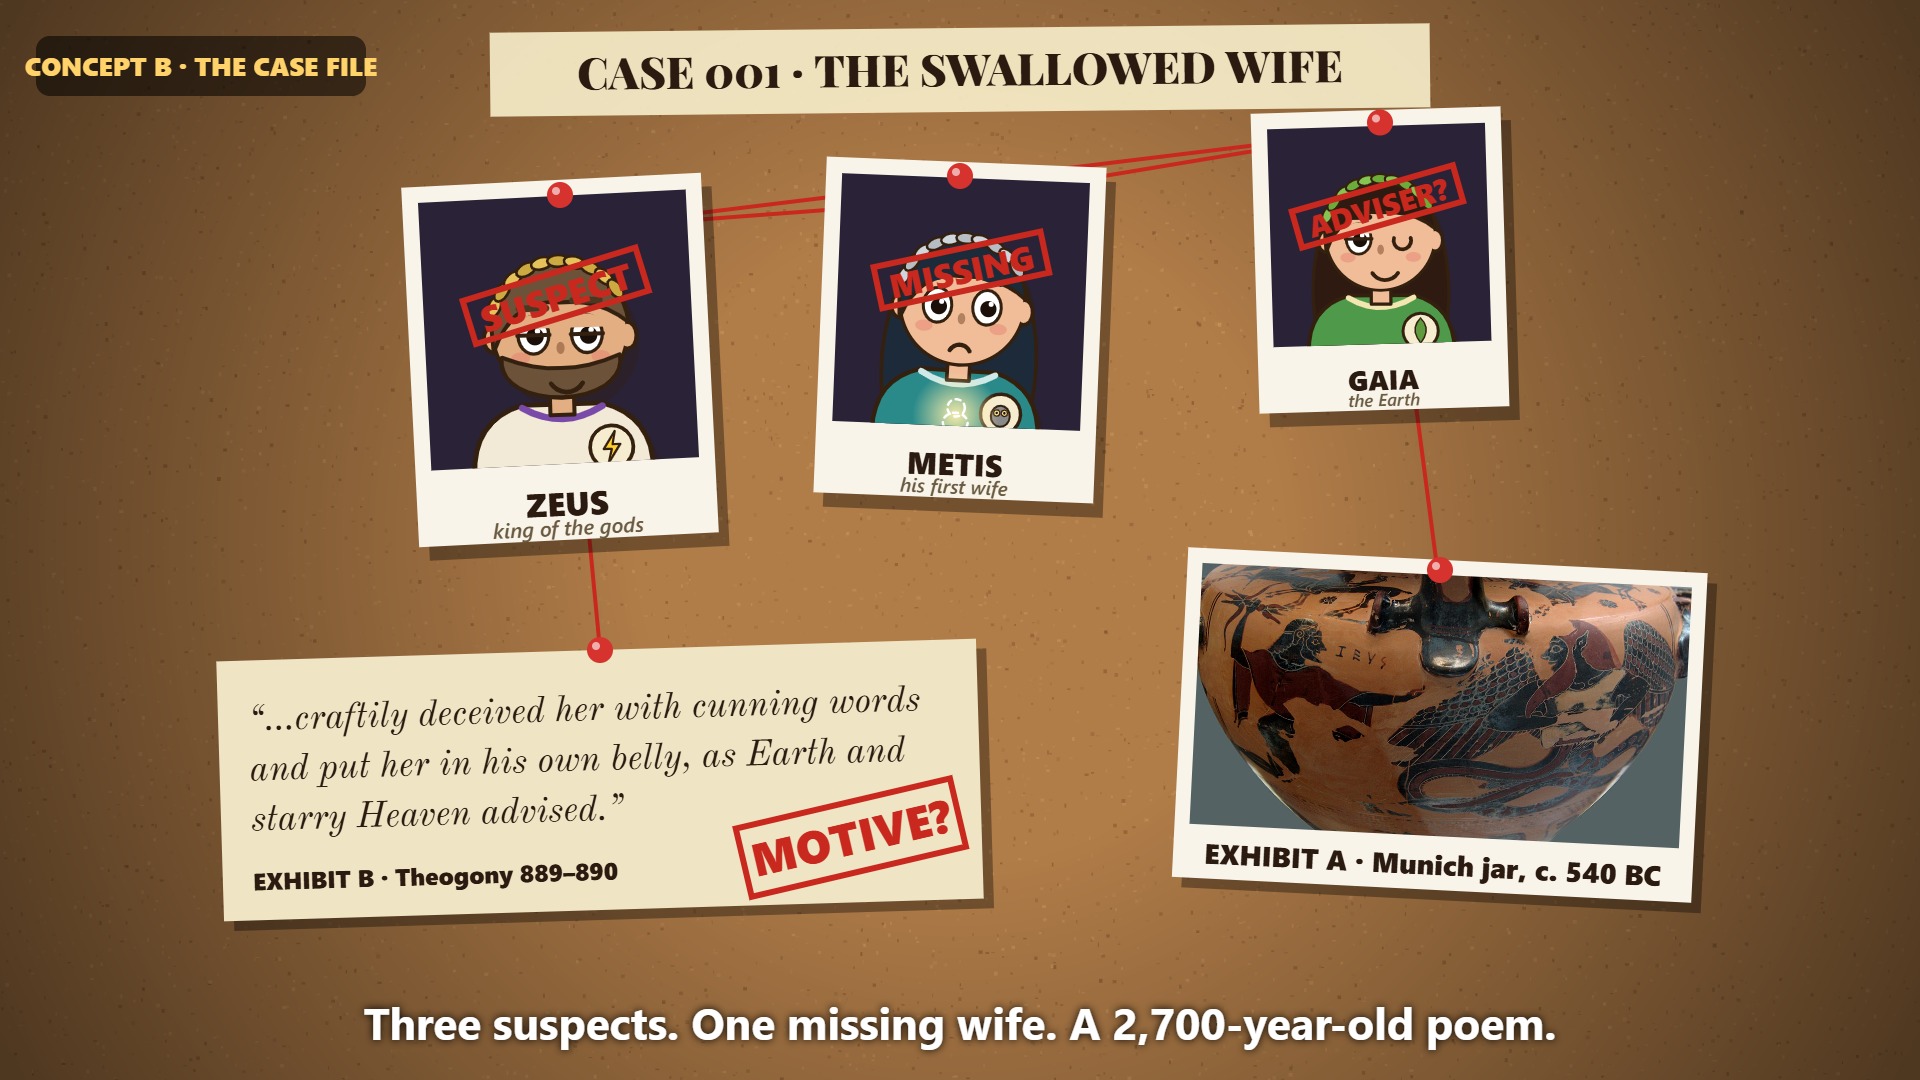 CONCEPT B · THE CASE FILE
CASE 001 · THE SWALLOWED WIFE
SUSPECT
ZEUS
king of the gods
MISSING
METIS
his first wife
ADVISER?
GAIA
the Earth
“...craftily deceived her with cunning words
and put her in his own belly, as Earth and
starry Heaven advised.”
MOTIVE?
EXHIBIT B · Theogony 889–890
ΙΕVS
EXHIBIT A · Munich jar, c. 540 BC
Three suspects. One missing wife. A 2,700-year-old poem.